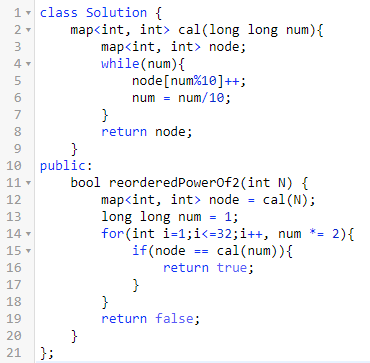 1 class Solution {
2     map<int, int> cal(long long num){
3         map<int, int> node;
4         while(num){
5             node[num%10]++;
6             num = num/10;
7         }
8         return node;
9     }
10 public:
11     bool reorderedPowerOf2(int N) {
12         map<int, int> node = cal(N);
13         long long num = 1;
14         for(int i=1;i<=32;i++, num *= 2){
15             if(node == cal(num)){
16                 return true;
17             }
18         }
19         return false;
20     }
21 };